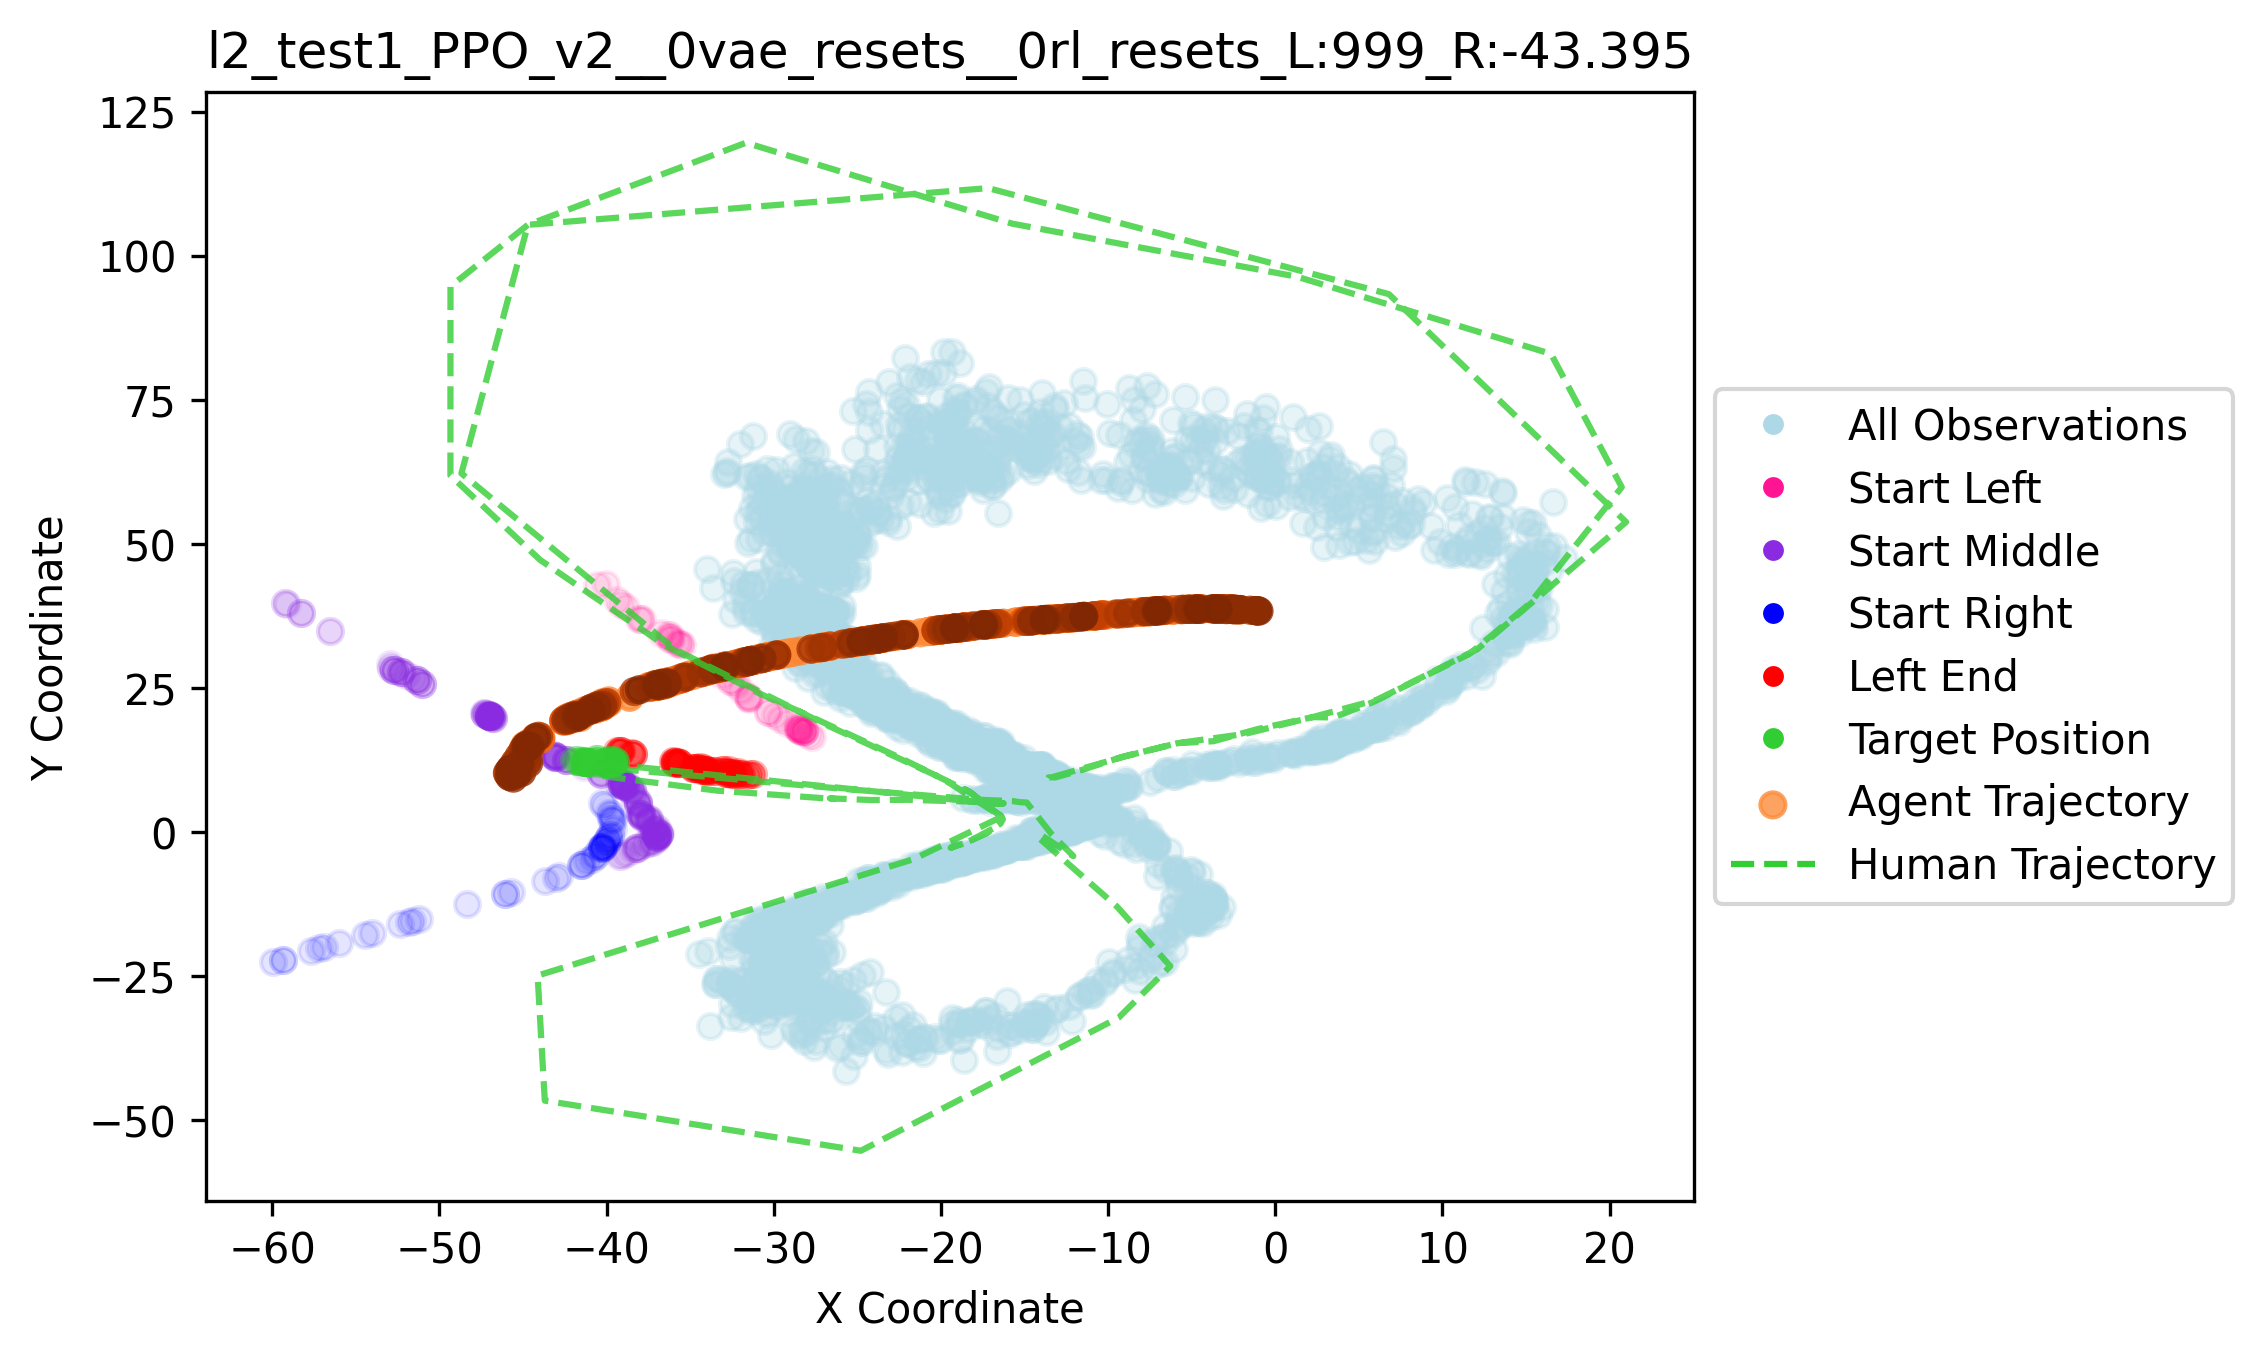 l2_test1_PPO_v2__0vae_resets__0rl_resets_L:999_R:-43.395
125
100
75
50
25
0
−25
−50
Y Coordinate
−60
−50
−40
−30
−20
−10
0
10
20
X Coordinate
All Observations
Start Left
Start Middle
Start Right
Left End
Target Position
Agent Trajectory
Human Trajectory